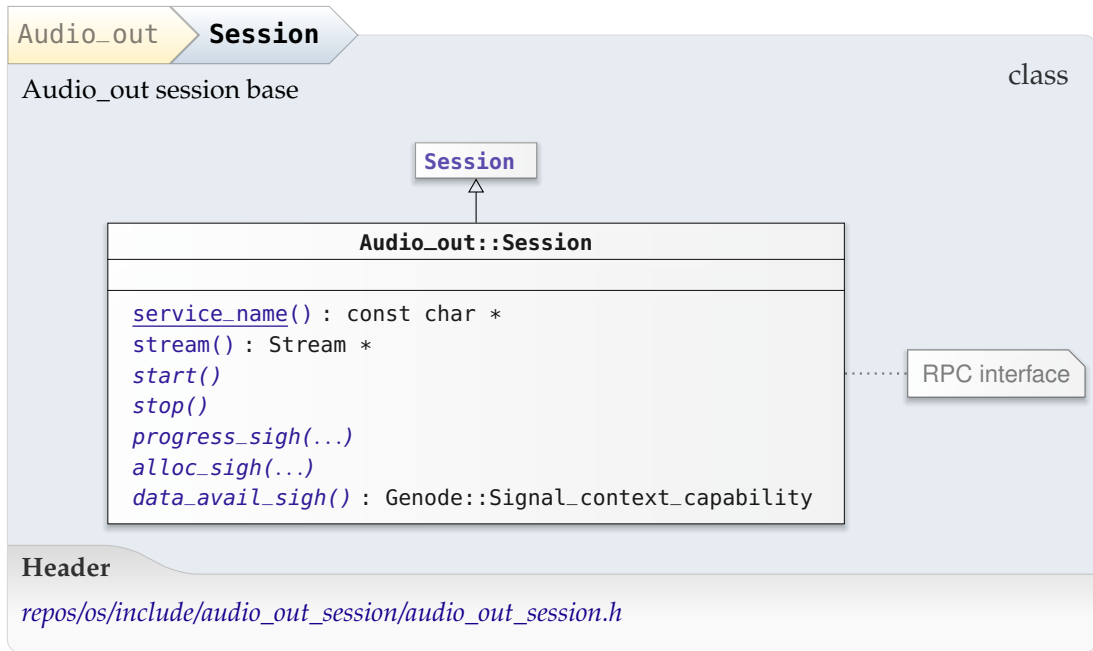 Audio_out Session
class
Audio_out session base
Session
Audio_out::Session
service_name() : const char *
stream() : Stream *
start()
stop()
progress_sigh(...)
alloc_sigh(...)
data_avail_sigh() : Genode::Signal_context_capability
RPC interface
Header
repos/os/include/audio_out_session/audio_out_session.h